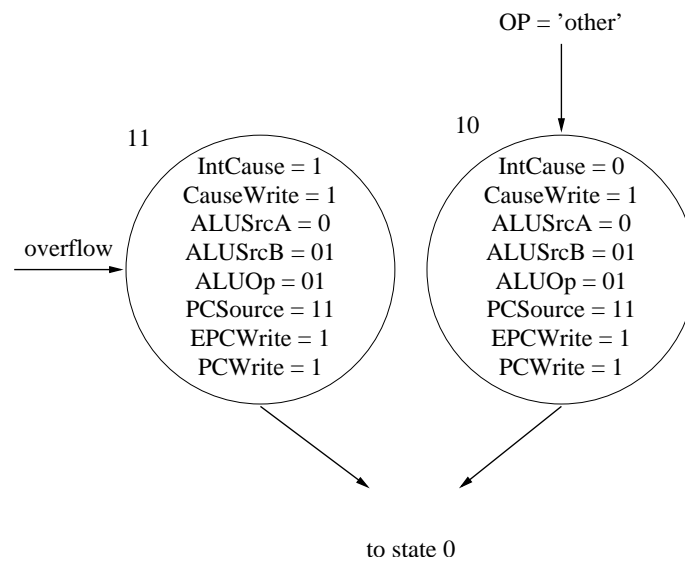 OP = 'other'
11
IntCause = 1
CauseWrite = 1
ALUSrcA = 0
ALUSrcB = 01
ALUOp = 01
PCSource = 11
EPCWrite = 1
PCWrite = 1
overflow
10
IntCause = 0
CauseWrite = 1
ALUSrcA = 0
ALUSrcB = 01
ALUOp = 01
PCSource = 11
EPCWrite = 1
PCWrite = 1
to state 0